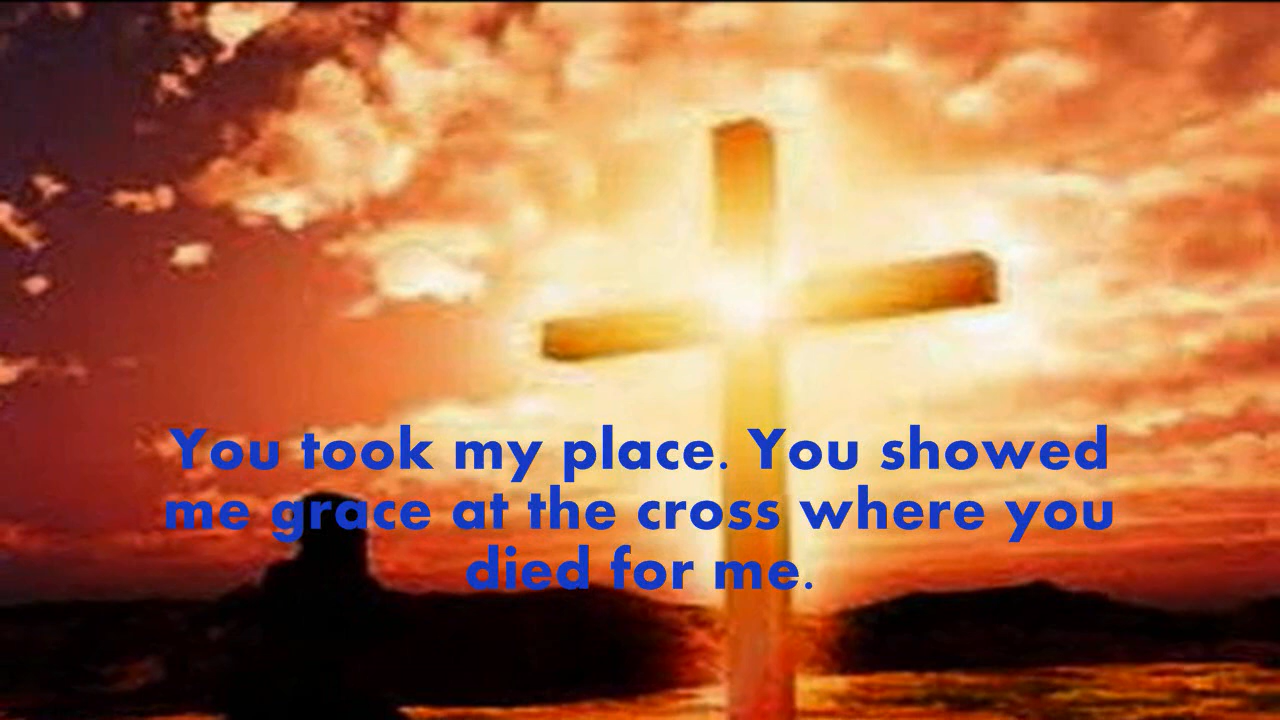 You took my place. You showed
me grace at the cross where you
died for me.